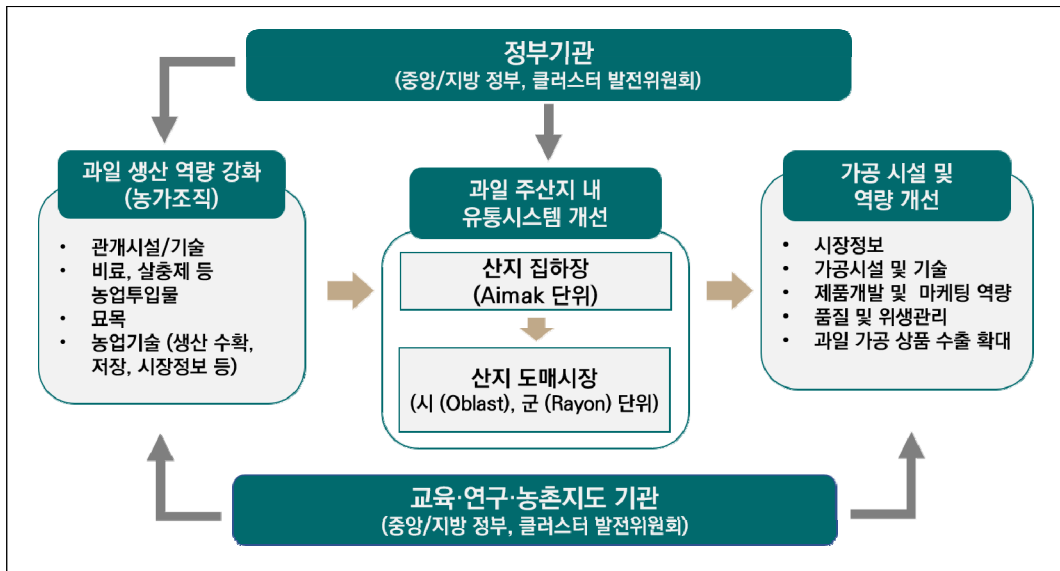 정부기관
(중앙/지방 정부, 클러스터 발전위원회)
과일 생산 역량 강화
(농가조직)
• 관개시설/기술
• 비료, 살충제 등
농업투입물
• 묘목
• 농업기술 (생산 수확,
저장, 시장정보 등)
과일 주산지 내
유통시스템 개선
산지 집하장
(Aimak 단위)
산지 도매시장
(시 (Oblast), 군 (Rayon) 단위)
가공 시설 및
역량 개선
• 시장정보
• 가공시설 및 기술
• 제품개발 및 마케팅 역량
• 품질 및 위생관리
• 과일 가공 상품 수출 확대
교육·연구·농촌지도 기관
(중앙/지방 정부, 클러스터 발전위원회)